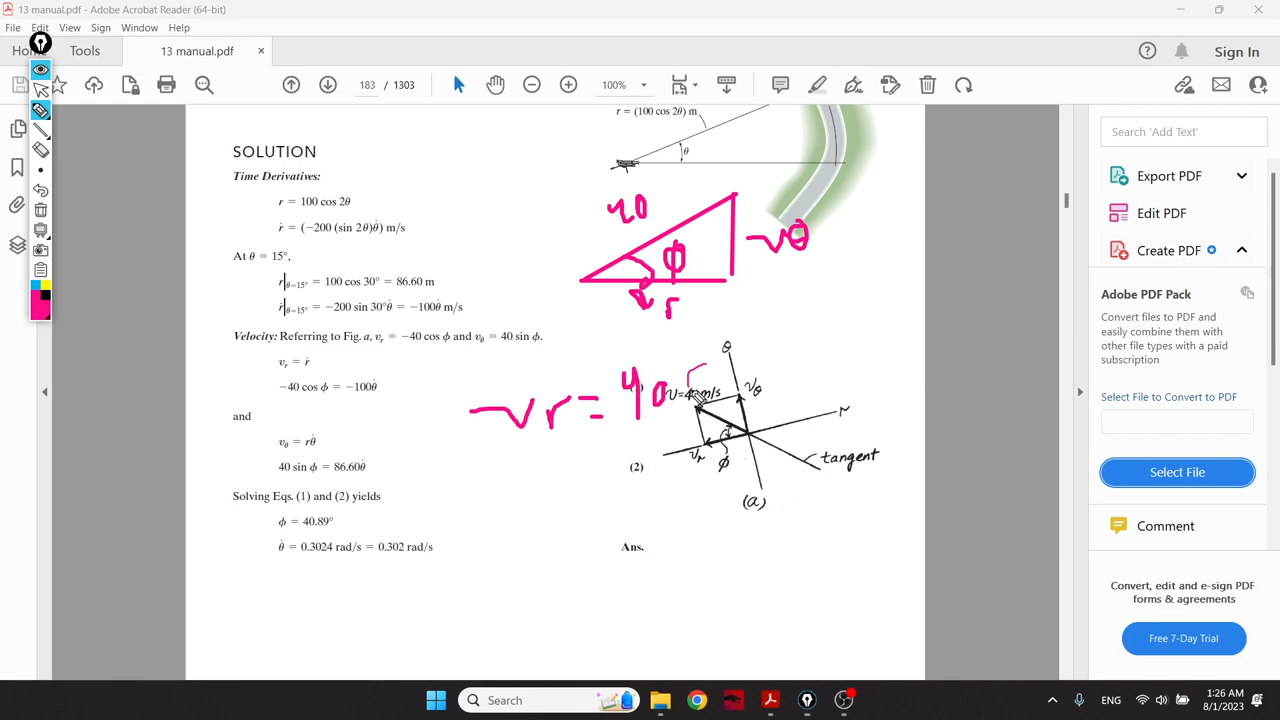 13 manual.pdf - Adobe Acrobat Reader (64-bit)
File Edit View Sign Window Help
Tools 13 manual.pdf × Sign In
183 / 1303 100%
r = (100 cos 2θ) m
θ
SOLUTION
Time Derivatives:
r = 100 cos 2θ
ṙ = (−200 (sin 2θ)θ̇) m/s
At θ = 15°,
r|θ=15° = 100 cos 30° = 86.60 m
ṙ|θ=15° = −200 sin 30°θ̇ = −100θ̇ m/s
Velocity: Referring to Fig. a, vr = −40 cos ϕ and vθ = 40 sin ϕ.
vr = ṙ
−40 cos ϕ = −100θ̇
and
vθ = rθ̇
40 sin ϕ = 86.60θ̇
(2)
Solving Eqs. (1) and (2) yields
ϕ = 40.89°
θ̇ = 0.3024 rad/s = 0.302 rad/s
Ans.
40
ϕ
vθ
vr
vr = 40
θ
vθ
r
vr
ϕ
tangent
(a)
Search 'Add Text'
Export PDF
Edit PDF
Create PDF
Adobe PDF Pack
Convert files to PDF and
easily combine them with
other file types with a paid
subscription
Select File to Convert to PDF
Select File
Comment
Convert, edit and e-sign PDF
forms & agreements
Free 7-Day Trial
Search
ENG
1:26 AM
8/1/2023